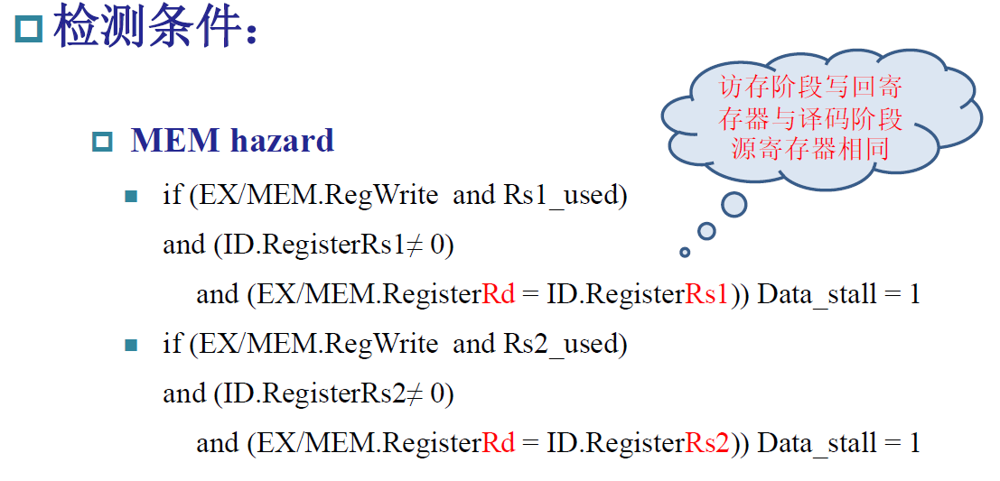 检测条件：
访存阶段写回寄
存器与译码阶段
源寄存器相同
MEM hazard
if (EX/MEM.RegWrite and Rs1_used)
and (ID.RegisterRs1≠ 0)
and (EX/MEM.RegisterRd = ID.RegisterRs1)) Data_stall = 1
if (EX/MEM.RegWrite and Rs2_used)
and (ID.RegisterRs2≠ 0)
and (EX/MEM.RegisterRd = ID.RegisterRs2)) Data_stall = 1